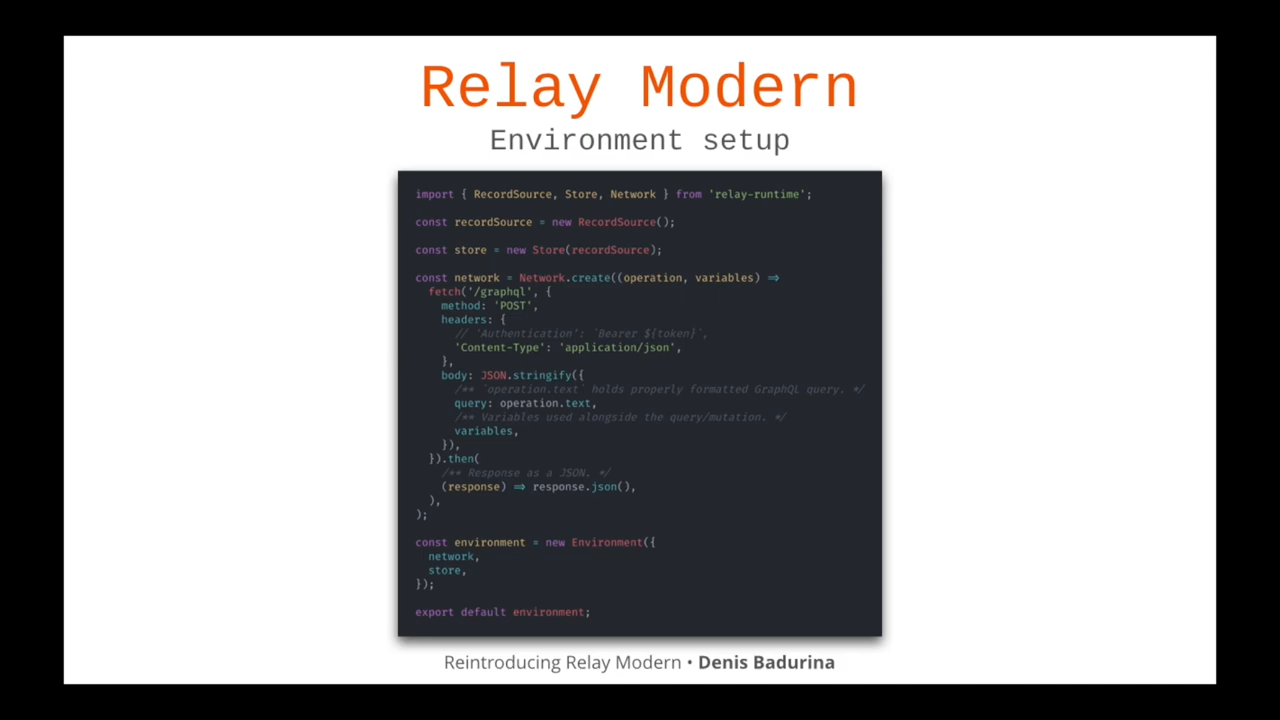 Relay Modern
Environment setup
import { RecordSource, Store, Network } from 'relay-runtime';
const recordSource = new RecordSource();
const store = new Store(recordSource);
const network = Network.create((operation, variables) ⇒
fetch('/graphql', {
method: 'POST',
headers: {
// 'Authentication': `Bearer ${token}`,
'Content-Type': 'application/json',
},
body: JSON.stringify({
/** `operation.text` holds properly formatted GraphQL query. */
query: operation.text,
/** Variables used alongside the query/mutation. */
variables,
}),
}).then(
/** Response as a JSON. */
(response) ⇒ response.json(),
),
);
const environment = new Environment({
network,
store,
});
export default environment;
Reintroducing Relay Modern • Denis Badurina